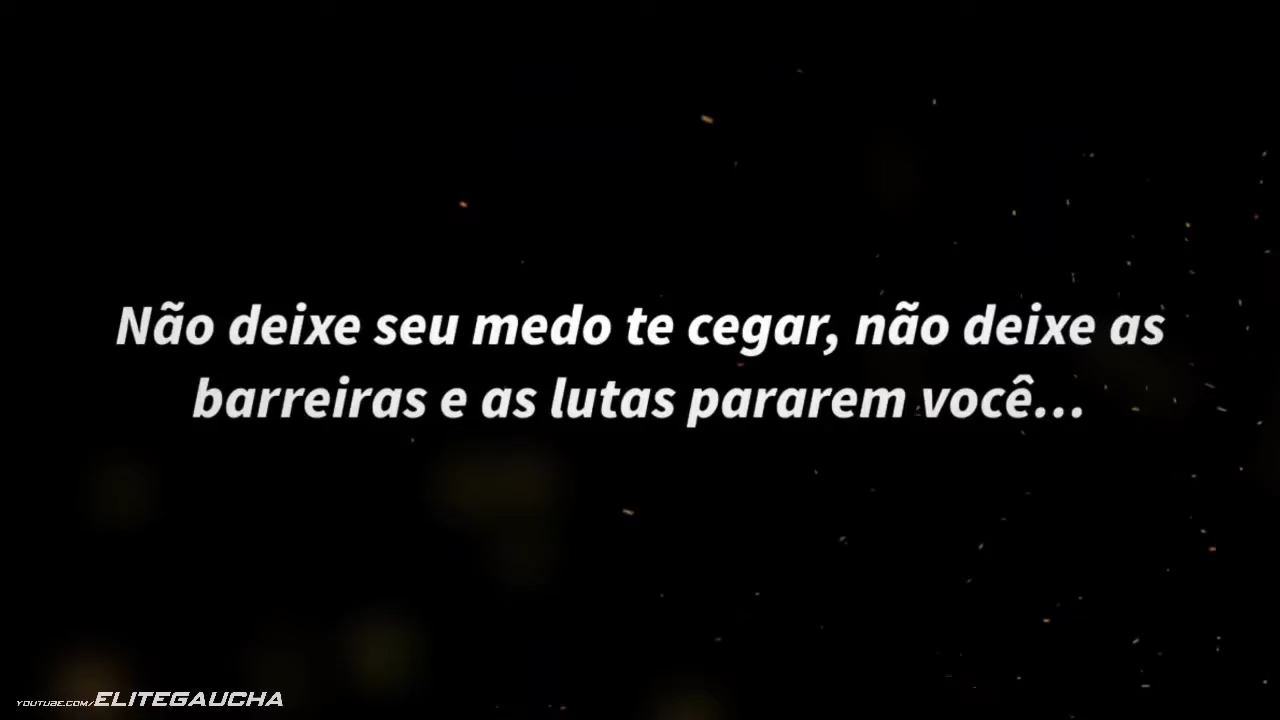 Não deixe seu medo te cegar, não deixe as
barreiras e as lutas pararem você...
YOUTUBE.COM/ELITEGAUCHA